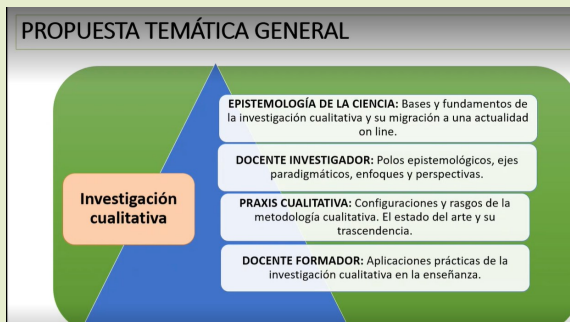 PROPUESTA TEMÁTICA GENERAL
Investigación
cualitativa
EPISTEMOLOGÍA DE LA CIENCIA: Bases y fundamentos de
la investigación cualitativa y su migración a una actualidad
on line.
DOCENTE INVESTIGADOR: Polos epistemológicos, ejes
paradigmáticos, enfoques y perspectivas.
PRAXIS CUALITATIVA: Configuraciones y rasgos de la
metodología cualitativa. El estado del arte y su
trascendencia.
DOCENTE FORMADOR: Aplicaciones prácticas de la
investigación cualitativa en la enseñanza.